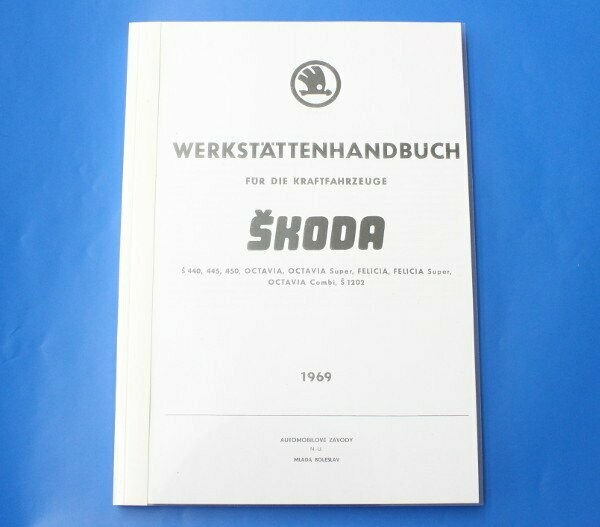 WERKSTÄTTENHANDBUCH
FÜR DIE KRAFTFAHRZEUGE
ŠKODA
Š 440, 445, 450, OCTAVIA, OCTAVIA Super, FELICIA, FELICIA Super,
OCTAVIA Combi, Š 1202
1969
AUTOMOBILOVÉ ZÁVODY
N. U.
MLADÁ BOLESLAV